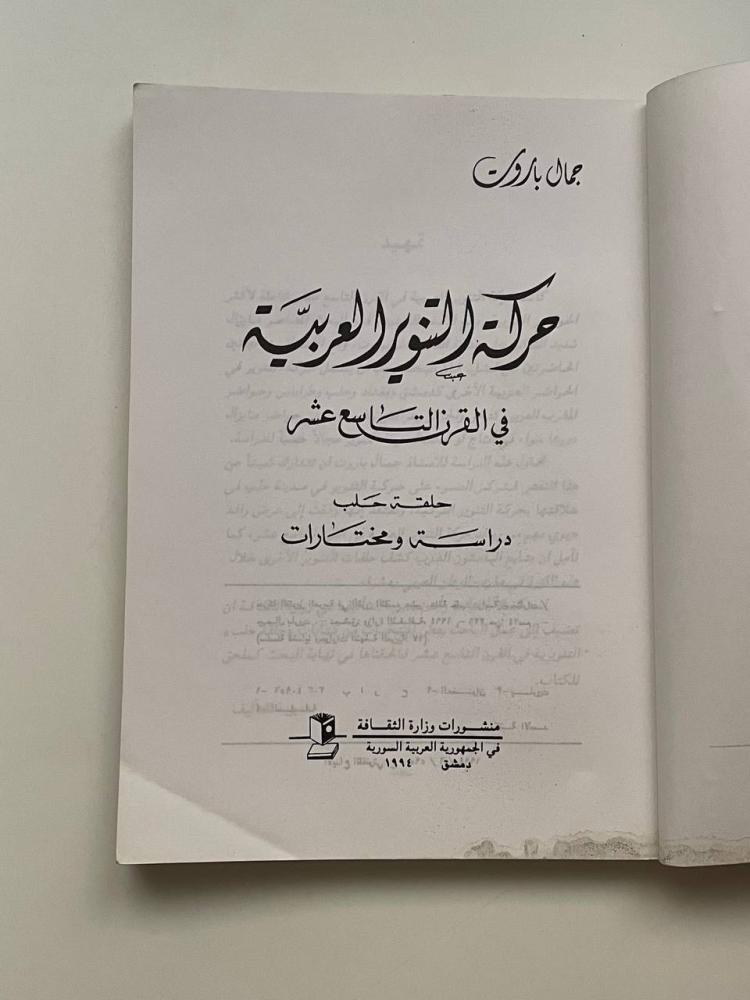 جمال باروت
حركة التنوير العربيّة
في القرن التاسع عشر
حلقة حلب
دراسة ومختارات
منشورات وزارة الثقافة
في الجمهورية العربية السورية
دمشق ١٩٩٤